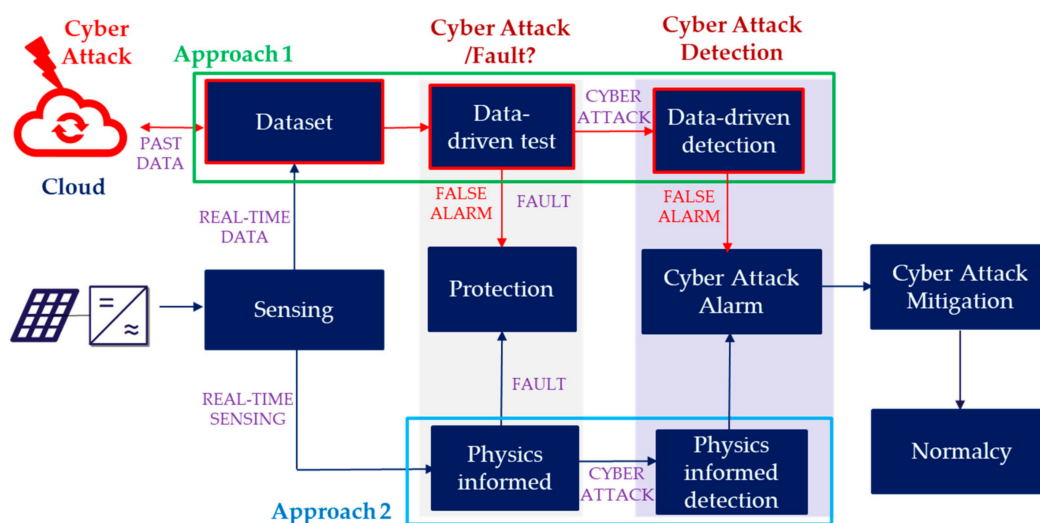 Cyber
Attack
Approach 1
Cyber Attack
/Fault?
Cyber Attack
Detection
Dataset
Data-
driven test
CYBER
ATTACK
Data-driven
detection
PAST
DATA
Cloud
REAL-TIME
DATA
FALSE
ALARM
FAULT
FALSE
ALARM
Sensing
Protection
Cyber Attack
Alarm
Cyber Attack
Mitigation
REAL-TIME
SENSING
FAULT
Physics
informed
CYBER
ATTACK
Physics
informed
detection
Normalcy
Approach 2